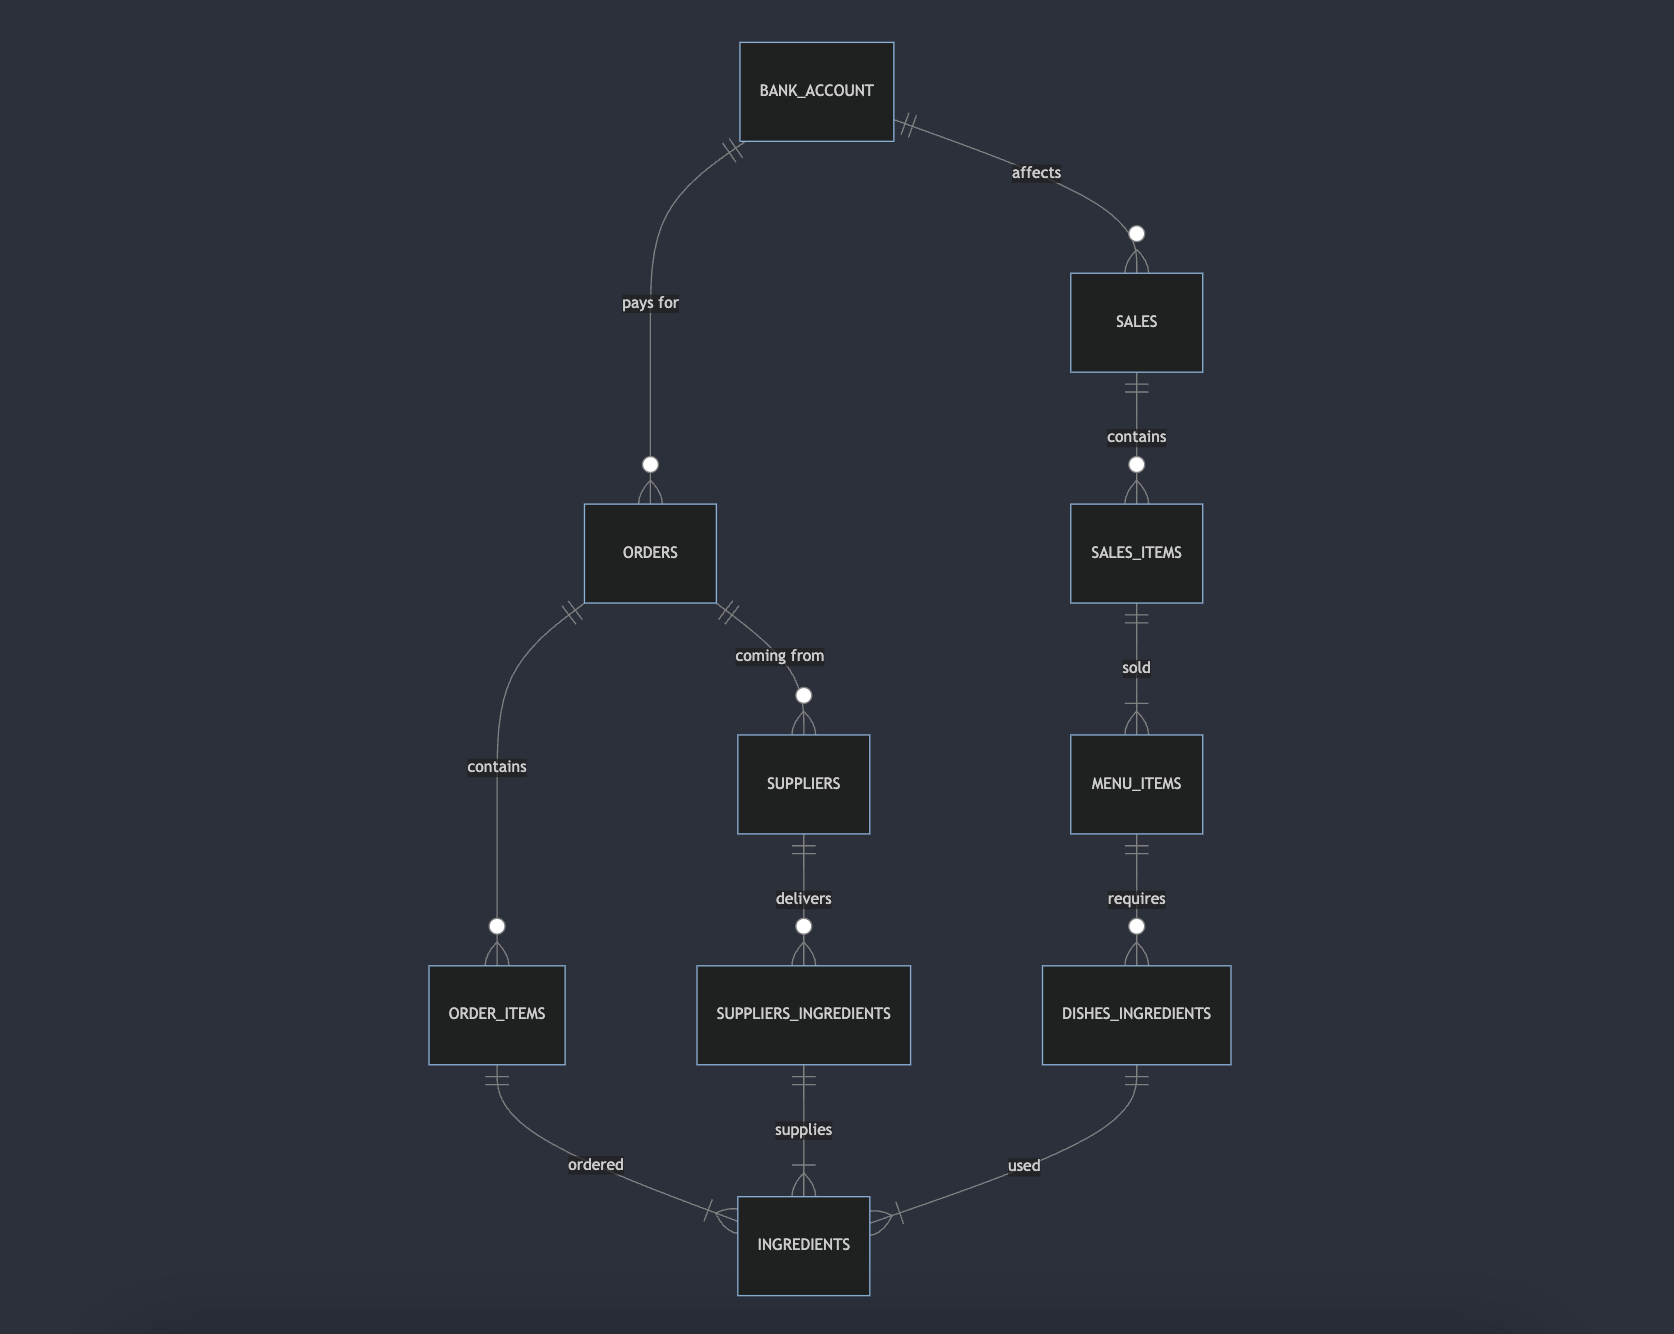 BANK_ACCOUNT
affects
pays for
SALES
contains
ORDERS
SALES_ITEMS
coming from
sold
contains
SUPPLIERS
MENU_ITEMS
delivers
requires
ORDER_ITEMS
SUPPLIERS_INGREDIENTS
DISHES_INGREDIENTS
supplies
ordered
used
INGREDIENTS